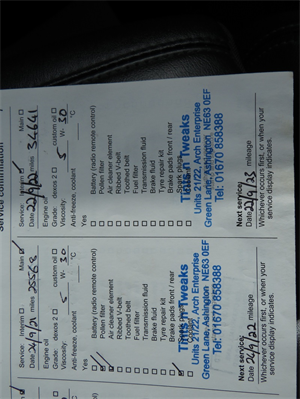 Service confirmation
Service: Interim Main
Date: 22/9/22 miles 34641
Engine oil
Grade: Dexos 2 custom oil
Viscosity: 5 W- 30
Anti-freeze, coolant °C
Yes
Battery (radio remote control)
Pollen filter
Air cleaner element
Ribbed V-belt
Toothed belt
Fuel filter
Transmission fluid
Brake fluid
Tyre repair kit
Brake pads front / rear
Tints n Tweaks
Units 21/22, Arch Enterprise
Green Lane, Ashington, NE63 0EF
Tel: 01670 858388
Next service:
Date 22/9/23 mileage
Whichever occurs first, or when your
service display indicates.
Service: Interim Main
Date: 24/9/21 miles 25568
Engine oil
Grade: Dexos 2 custom oil
Viscosity: 5 W- 30
Anti-freeze, coolant °C
Yes
Battery (radio remote control)
Pollen filter
Air cleaner element
Ribbed V-belt
Toothed belt
Fuel filter
Transmission fluid
Brake fluid
Tyre repair kit
Brake pads front / rear
Tints n Tweaks
Units 21/22, Arch Enterprise
Green Lane, Ashington, NE63 0EF
Tel: 01670 858388
Next service:
Date 24/9/22 mileage
Whichever occurs first, or when your
service display indicates.